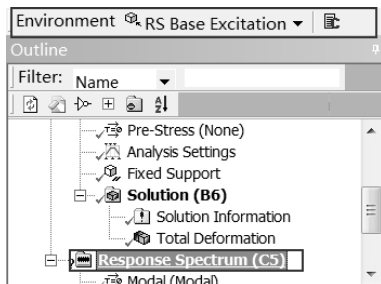 Environment RS Base Excitation
Outline
Filter: Name
Pre-Stress (None)
Analysis Settings
Fixed Support
Solution (B6)
Solution Information
Total Deformation
Response Spectrum (C5)
Modal (Modal)